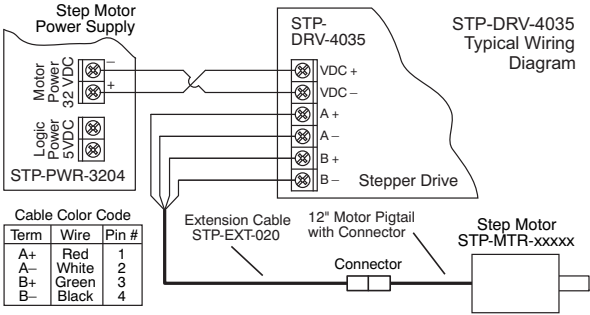 Step Motor
Power Supply
Motor
Power
32 VDC
–
+
Logic
Power
5VDC
STP-PWR-3204
STP-
DRV-4035
VDC +
VDC –
A +
A –
B +
B –
Stepper Drive
STP-DRV-4035
Typical Wiring
Diagram
Cable Color Code
Term Wire Pin #
A+ Red 1
A– White 2
B+ Green 3
B– Black 4
Extension Cable
STP-EXT-020
12" Motor Pigtail
with Connector
Connector
Step Motor
STP-MTR-xxxxx